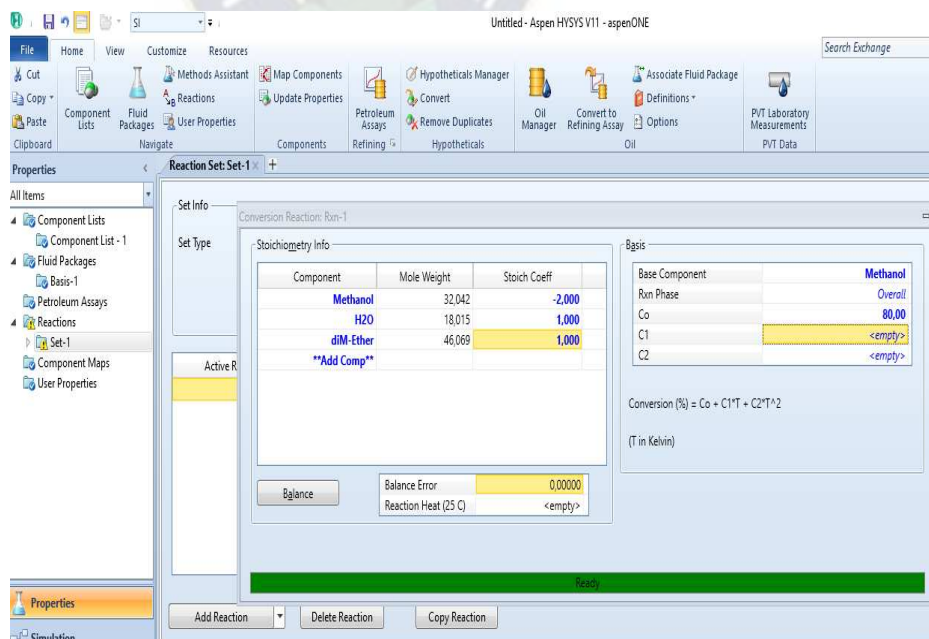 SI
Untitled - Aspen HYSYS V11 - aspenONE
File Home View Customize Resources
Search Exchange
Cut
Copy
Paste
Clipboard
Component Lists
Fluid Packages
Methods Assistant
Reactions
User Properties
Navigate
Map Components
Update Properties
Components
Petroleum Assays
Refining
Hypotheticals Manager
Convert
Remove Duplicates
Hypotheticals
Oil Manager
Convert to Refining Assay
Associate Fluid Package
Definitions
Options
Oil
PVT Laboratory Measurements
PVT Data
Properties
All Items
Component Lists
Component List - 1
Fluid Packages
Basis-1
Petroleum Assays
Reactions
Set-1
Component Maps
User Properties
Properties
Simulation
Reaction Set: Set-1
Set Info
Set Type
Active R
Conversion Reaction: Rxn-1
Stoichiometry Info
Component Mole Weight Stoich Coeff
Methanol 32,042 -2,000
H2O 18,015 1,000
diM-Ether 46,069 1,000
**Add Comp**
Balance
Balance Error 0,00000
Reaction Heat (25 C) <empty>
Basis
Base Component Methanol
Rxn Phase Overall
Co 80,00
C1 <empty>
C2 <empty>
Conversion (%) = Co + C1*T + C2*T^2
(T in Kelvin)
Ready
Add Reaction
Delete Reaction
Copy Reaction